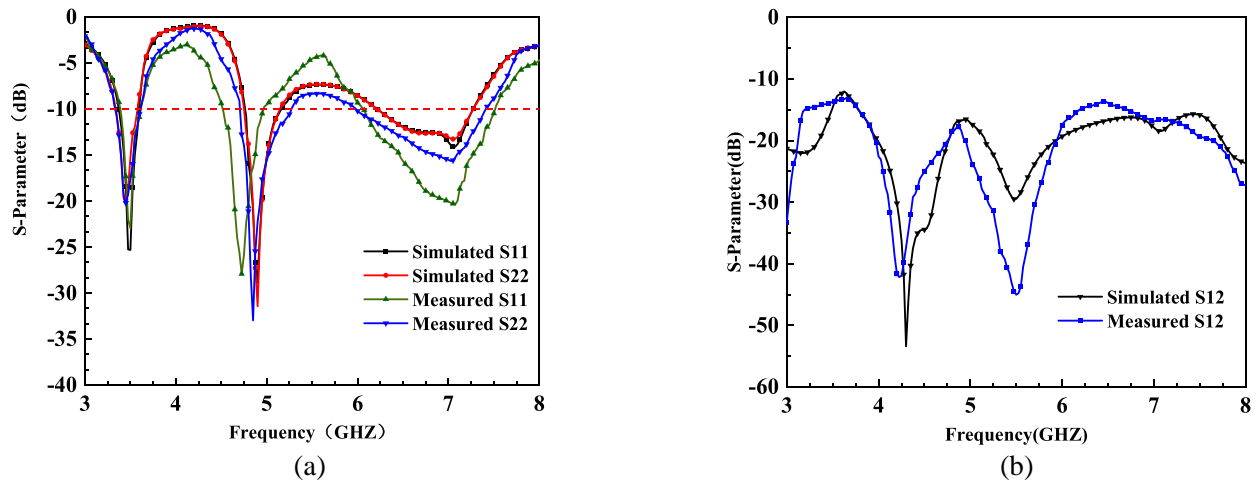 0
-5
-10
-15
-20
-25
-30
-35
-40
S-Parameter（dB）
Simulated S11
Simulated S22
Measured S11
Measured S22
3 4 5 6 7 8
Frequency（GHZ）
(a)
0
-10
-20
-30
-40
-50
-60
S-Parameter(dB)
Simulated S12
Measured S12
3 4 5 6 7 8
Frequency(GHZ)
(b)